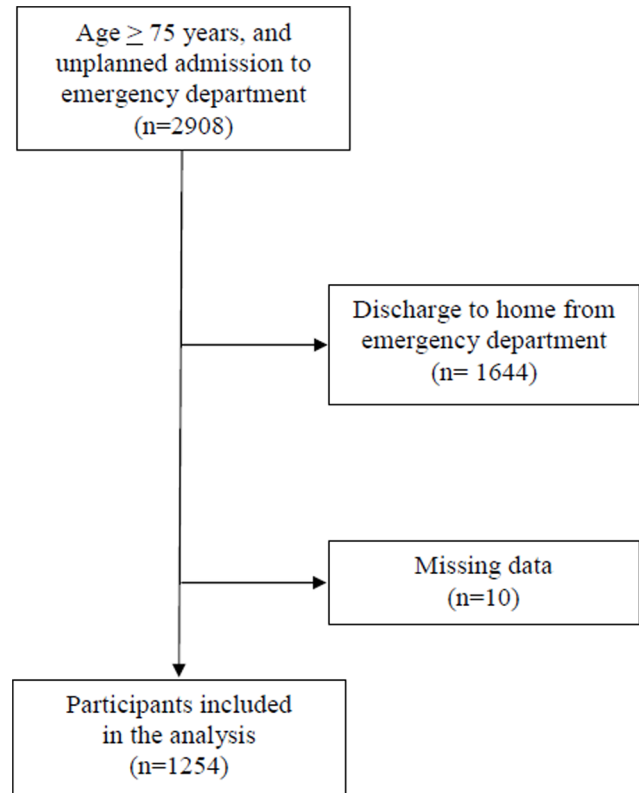 Age ≥ 75 years, and
unplanned admission to
emergency department
(n=2908)
Discharge to home from
emergency department
(n= 1644)
Missing data
(n=10)
Participants included
in the analysis
(n=1254)